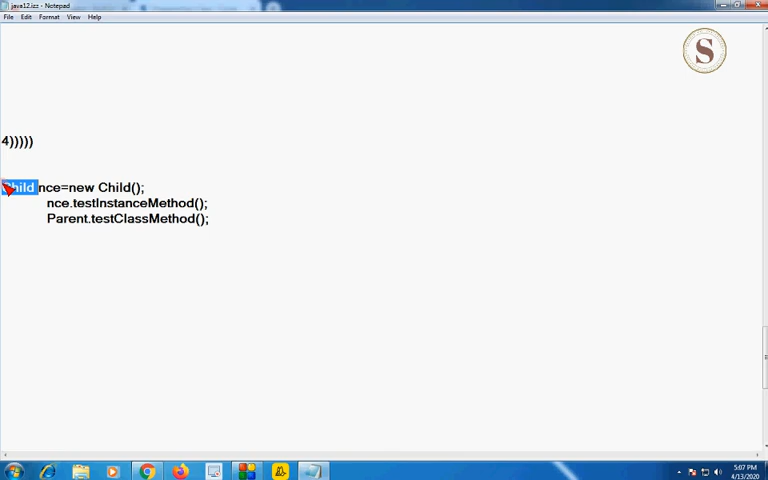 java12.izz - Notepad
File Edit Format View Help
S
4)))))
Child nce=new Child();
nce.testInstanceMethod();
Parent.testClassMethod();
5:07 PM
4/13/2020